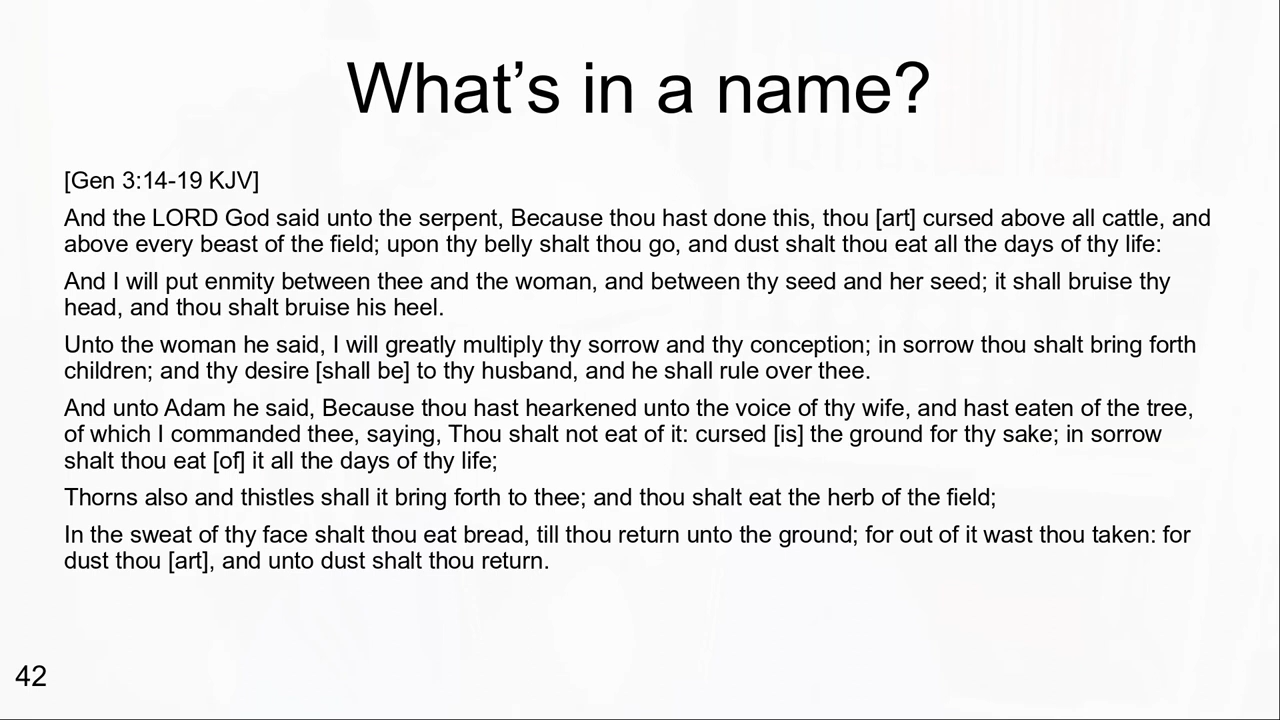 What’s in a name?
[Gen 3:14-19 KJV]
And the LORD God said unto the serpent, Because thou hast done this, thou [art] cursed above all cattle, and
above every beast of the field; upon thy belly shalt thou go, and dust shalt thou eat all the days of thy life:
And I will put enmity between thee and the woman, and between thy seed and her seed; it shall bruise thy
head, and thou shalt bruise his heel.
Unto the woman he said, I will greatly multiply thy sorrow and thy conception; in sorrow thou shalt bring forth
children; and thy desire [shall be] to thy husband, and he shall rule over thee.
And unto Adam he said, Because thou hast hearkened unto the voice of thy wife, and hast eaten of the tree,
of which I commanded thee, saying, Thou shalt not eat of it: cursed [is] the ground for thy sake; in sorrow
shalt thou eat [of] it all the days of thy life;
Thorns also and thistles shall it bring forth to thee; and thou shalt eat the herb of the field;
In the sweat of thy face shalt thou eat bread, till thou return unto the ground; for out of it wast thou taken: for
dust thou [art], and unto dust shalt thou return.
42